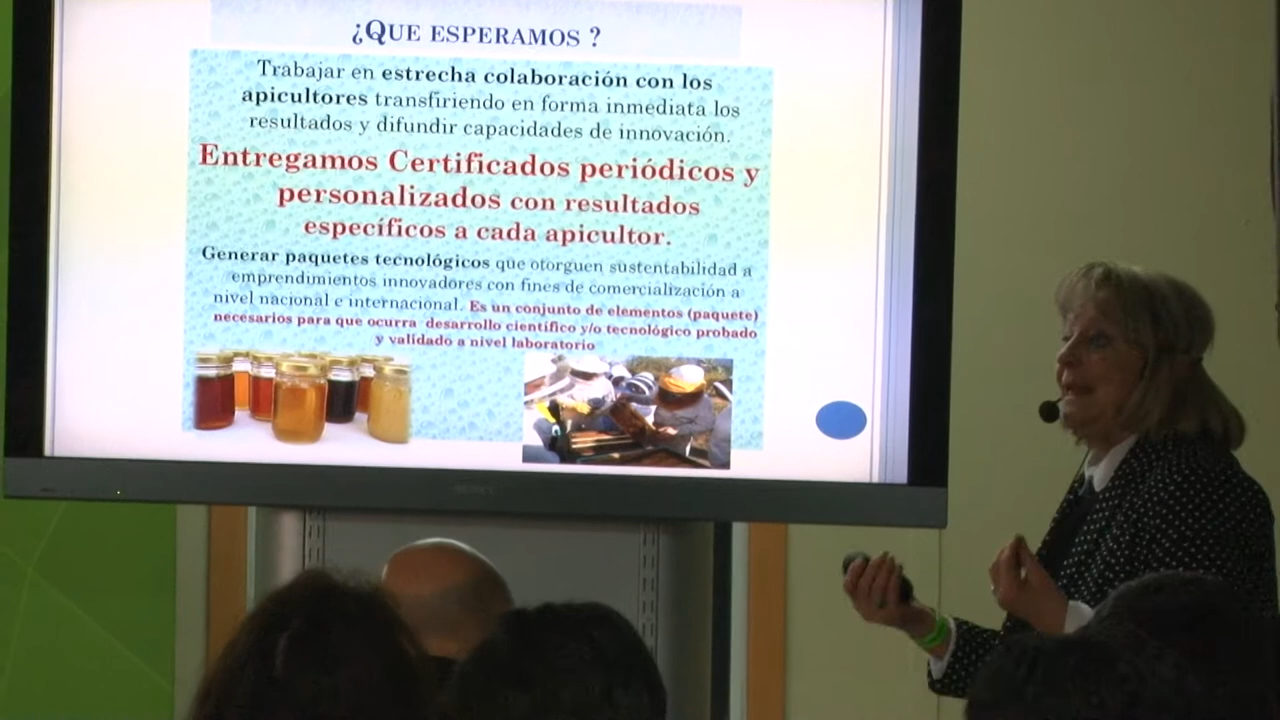 ¿QUE ESPERAMOS ?
Trabajar en estrecha colaboración con los
apicultores transfiriendo en forma inmediata los
resultados y difundir capacidades de innovación.
Entregamos Certificados periódicos y
personalizados con resultados
específicos a cada apicultor.
Generar paquetes tecnológicos que otorguen sustentabilidad a
emprendimientos innovadores con fines de comercialización a
nivel nacional e internacional. Es un conjunto de elementos (paquete)
necesarios para que ocurra desarrollo científico y/o tecnológico probado
y validado a nivel laboratorio